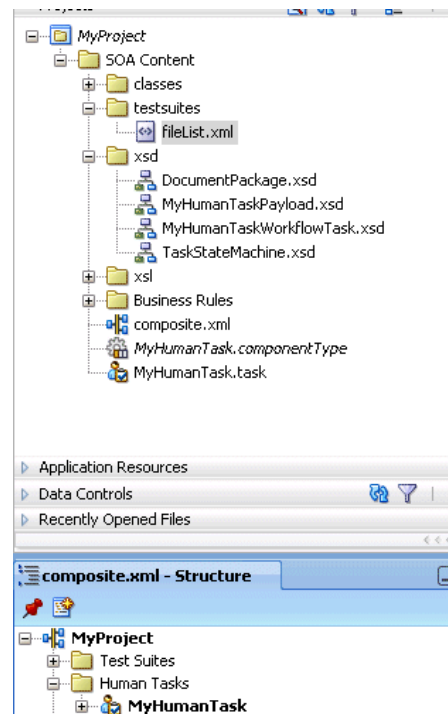 MyProject
SOA Content
classes
testsuites
fileList.xml
xsd
DocumentPackage.xsd
MyHumanTaskPayload.xsd
MyHumanTaskWorkflowTask.xsd
TaskStateMachine.xsd
xsl
Business Rules
composite.xml
MyHumanTask.componentType
MyHumanTask.task
Application Resources
Data Controls
Recently Opened Files
composite.xml - Structure
MyProject
Test Suites
Human Tasks
MyHumanTask